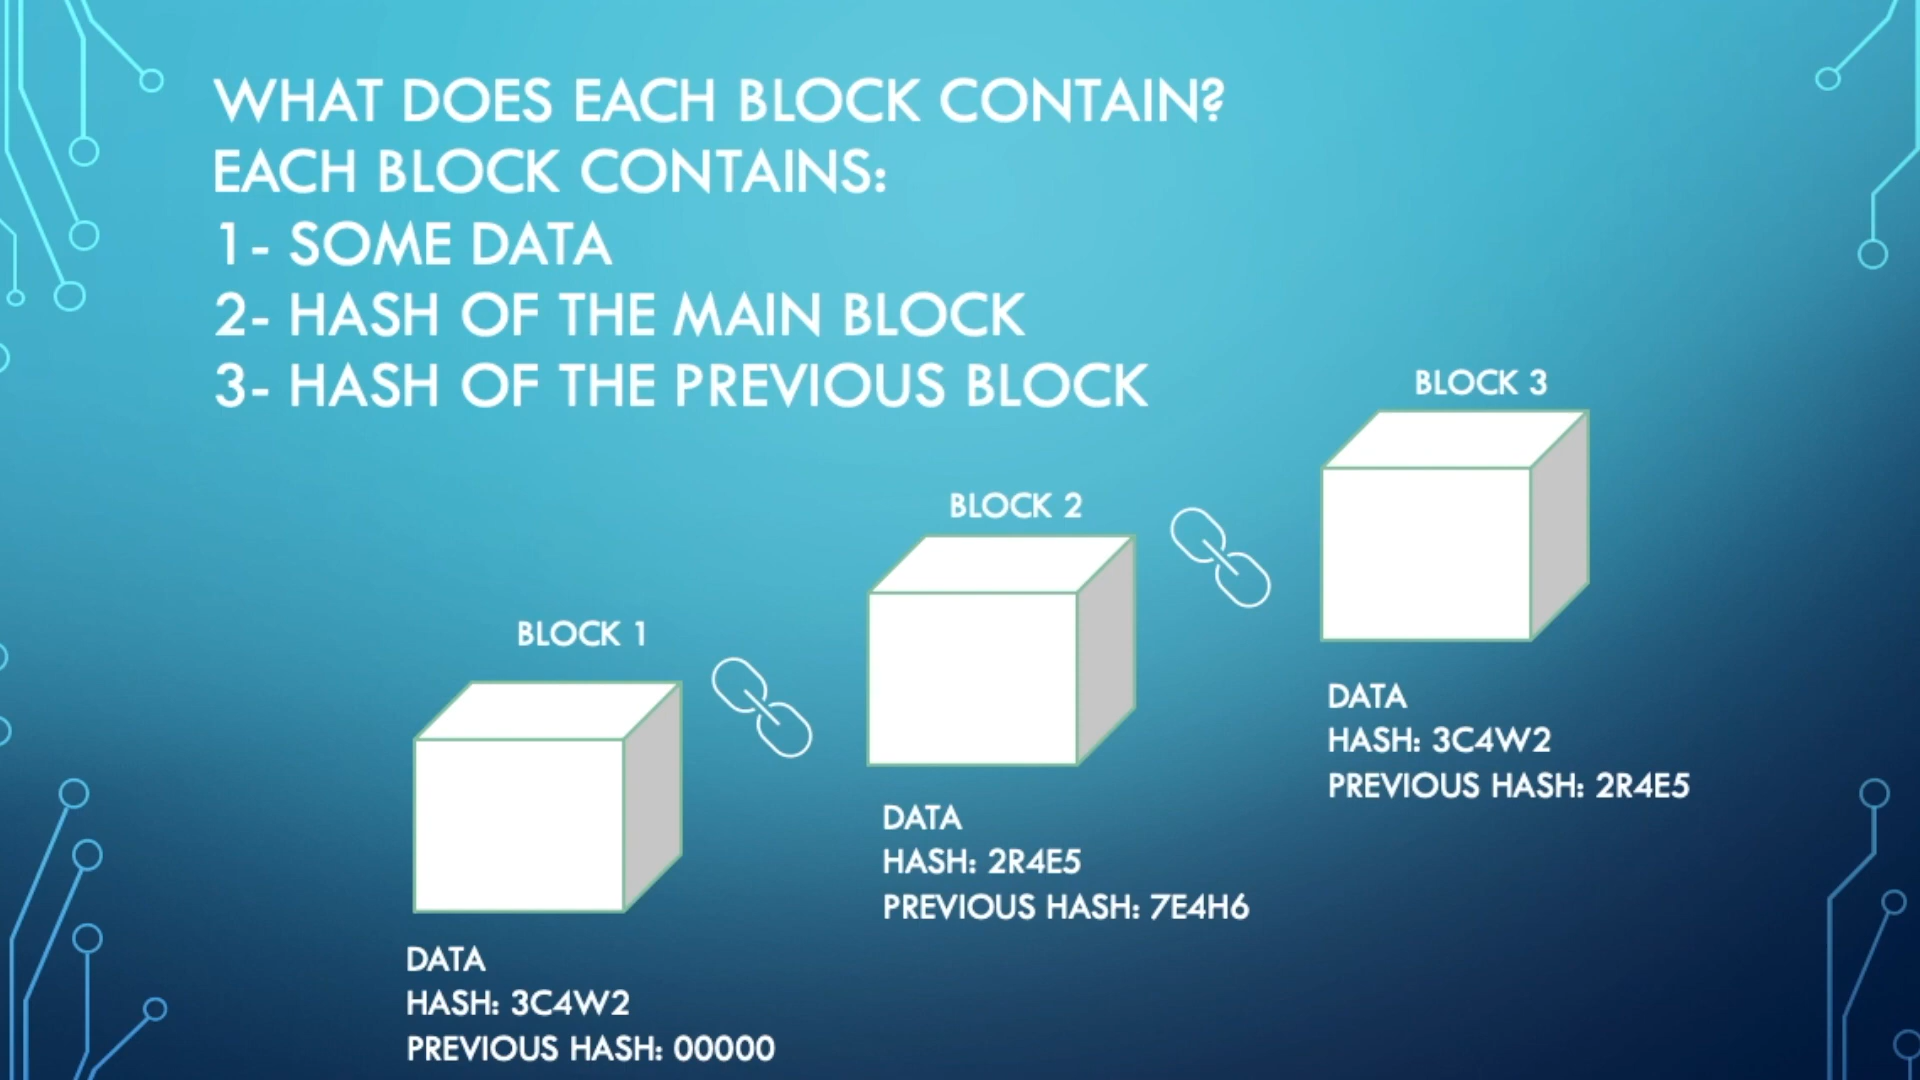 WHAT DOES EACH BLOCK CONTAIN?
EACH BLOCK CONTAINS:
1- SOME DATA
2- HASH OF THE MAIN BLOCK
3- HASH OF THE PREVIOUS BLOCK
BLOCK 1
DATA
HASH: 3C4W2
PREVIOUS HASH: 00000
BLOCK 2
DATA
HASH: 2R4E5
PREVIOUS HASH: 7E4H6
BLOCK 3
DATA
HASH: 3C4W2
PREVIOUS HASH: 2R4E5